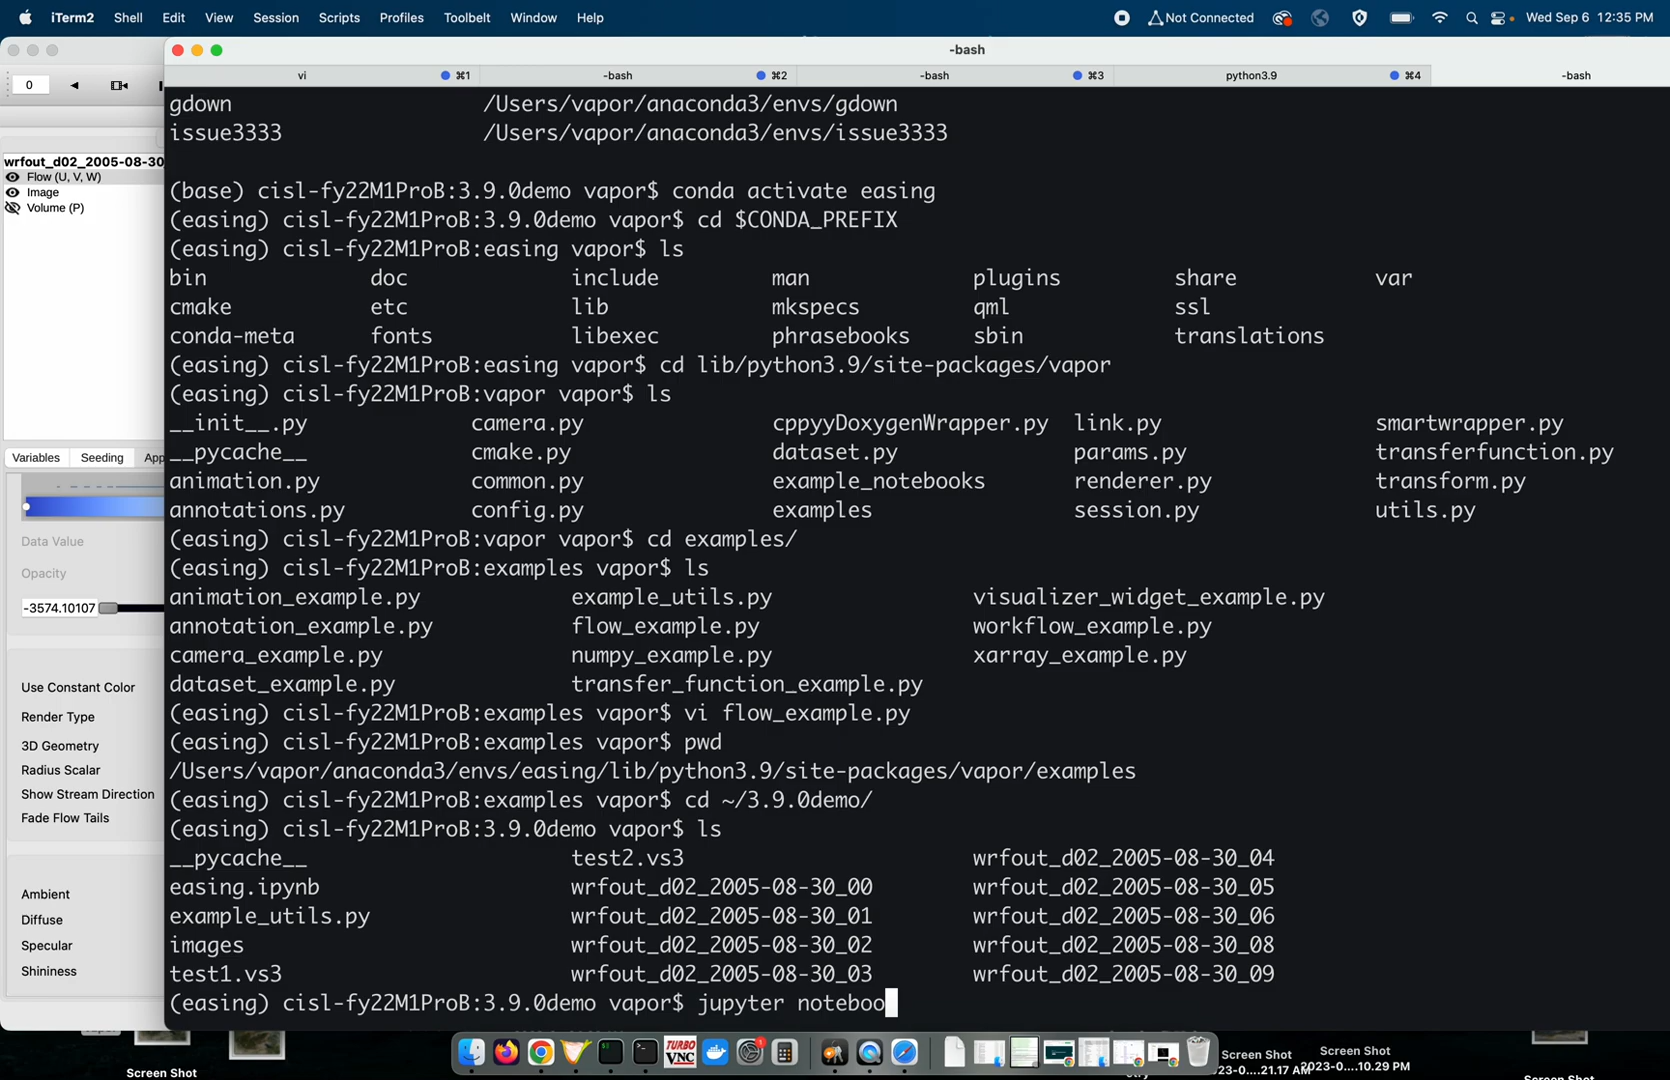 iTerm2 Shell Edit View Session Scripts Profiles Toolbelt Window Help Not Connected Wed Sep 6 12:35 PM
-bash
0
vi ⌘1 -bash ⌘2 -bash ⌘3 python3.9 ⌘4 -bash
gdown /Users/vapor/anaconda3/envs/gdown
issue3333 /Users/vapor/anaconda3/envs/issue3333
wrfout_d02_2005-08-30
Flow (U, V, W)
Image
Volume (P)
(base) cisl-fy22M1ProB:3.9.0demo vapor$ conda activate easing
(easing) cisl-fy22M1ProB:3.9.0demo vapor$ cd $CONDA_PREFIX
(easing) cisl-fy22M1ProB:easing vapor$ ls
bin doc include man plugins share var
cmake etc lib mkspecs qml ssl
conda-meta fonts libexec phrasebooks sbin translations
(easing) cisl-fy22M1ProB:easing vapor$ cd lib/python3.9/site-packages/vapor
(easing) cisl-fy22M1ProB:vapor vapor$ ls
__init__.py camera.py cppyyDoxygenWrapper.py link.py smartwrapper.py
__pycache__ cmake.py dataset.py params.py transferfunction.py
animation.py common.py example_notebooks renderer.py transform.py
annotations.py config.py examples session.py utils.py
(easing) cisl-fy22M1ProB:vapor vapor$ cd examples/
(easing) cisl-fy22M1ProB:examples vapor$ ls
animation_example.py example_utils.py visualizer_widget_example.py
annotation_example.py flow_example.py workflow_example.py
camera_example.py numpy_example.py xarray_example.py
dataset_example.py transfer_function_example.py
(easing) cisl-fy22M1ProB:examples vapor$ vi flow_example.py
(easing) cisl-fy22M1ProB:examples vapor$ pwd
/Users/vapor/anaconda3/envs/easing/lib/python3.9/site-packages/vapor/examples
(easing) cisl-fy22M1ProB:examples vapor$ cd ~/3.9.0demo/
(easing) cisl-fy22M1ProB:3.9.0demo vapor$ ls
__pycache__ test2.vs3 wrfout_d02_2005-08-30_04
easing.ipynb wrfout_d02_2005-08-30_00 wrfout_d02_2005-08-30_05
example_utils.py wrfout_d02_2005-08-30_01 wrfout_d02_2005-08-30_06
images wrfout_d02_2005-08-30_02 wrfout_d02_2005-08-30_08
test1.vs3 wrfout_d02_2005-08-30_03 wrfout_d02_2005-08-30_09
(easing) cisl-fy22M1ProB:3.9.0demo vapor$ jupyter noteboo
Variables Seeding App
Data Value
Opacity
-3574.10107
Use Constant Color
Render Type
3D Geometry
Radius Scalar
Show Stream Direction
Fade Flow Tails
Ambient
Diffuse
Specular
Shininess
TURBO
VNC
1
Screen Shot
Screen Shot
Screen Shot
23-0....21.17 AM
2023-0....10.29 PM